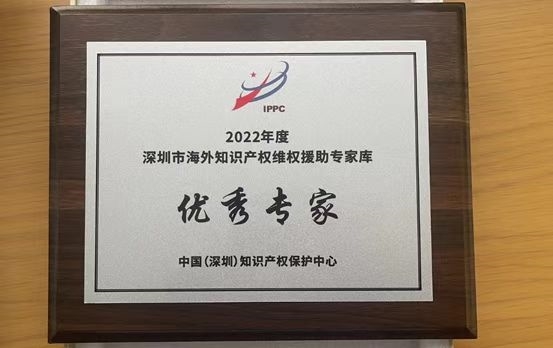 IPPC
2022年度
深圳市海外知识产权维权援助专家库
优秀专家
中国(深圳)知识产权保护中心